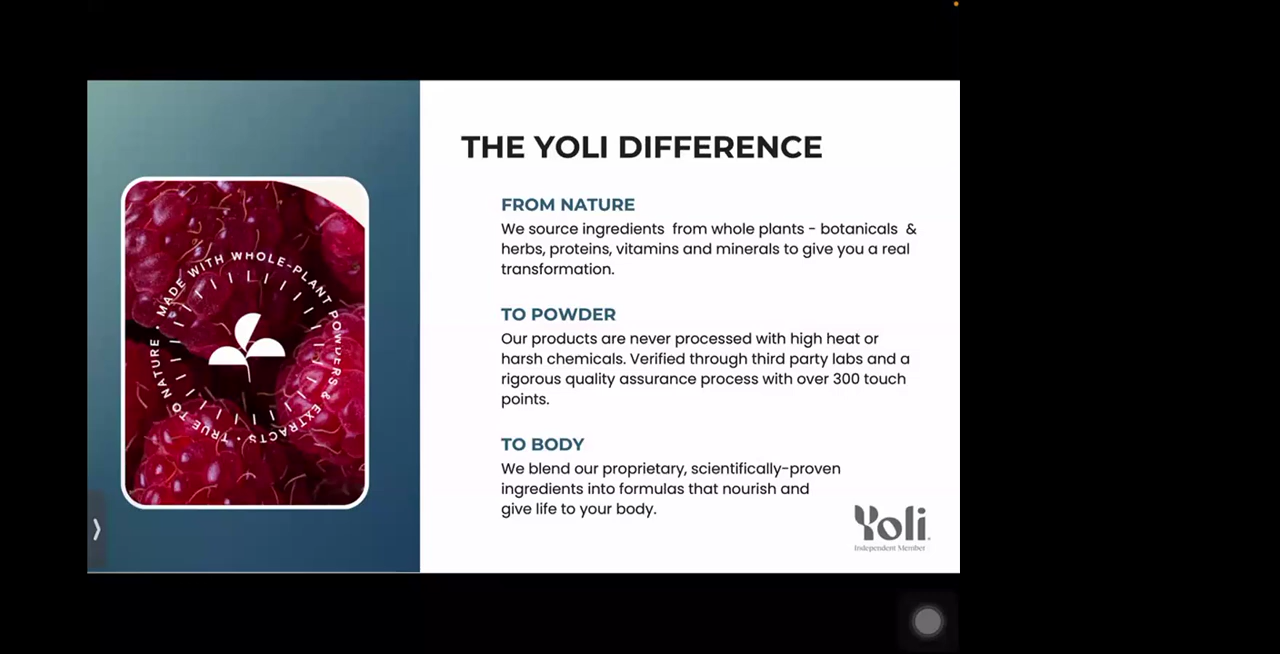 THE YOLI DIFFERENCE
FROM NATURE
We source ingredients from whole plants - botanicals &
herbs, proteins, vitamins and minerals to give you a real
transformation.
TO POWDER
Our products are never processed with high heat or
harsh chemicals. Verified through third party labs and a
rigorous quality assurance process with over 300 touch
points.
TO BODY
We blend our proprietary, scientifically-proven
ingredients into formulas that nourish and
give life to your body.
MADE WITH WHOLE-PLANT POWDERS & EXTRACTS • TRUE TO NATURE •
Yoli
Independent Member